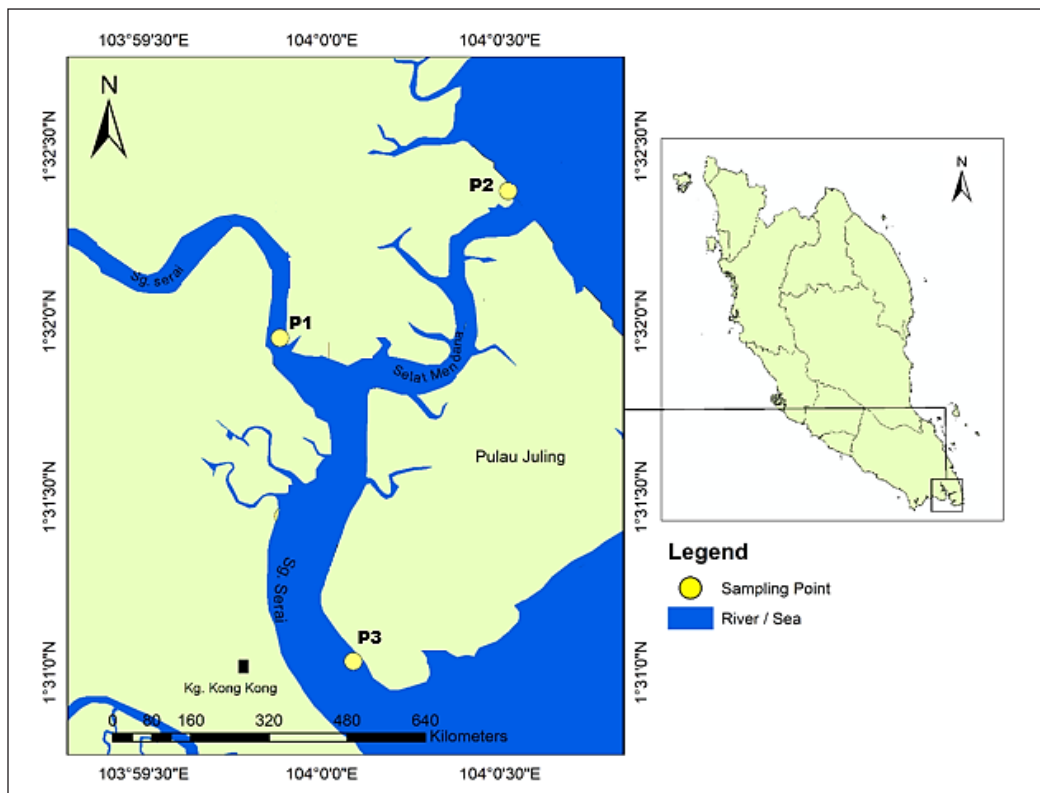 103°59'30"E 104°0'0"E 104°0'30"E
N
1°32'30"N
1°32'30"N
P2
N
Sg. serai
P1
1°32'0"N
1°32'0"N
Selat Mendana
Pulau Juling
1°31'30"N
1°31'30"N
Legend
Sampling Point
River / Sea
Sg. Serai
P3
1°31'0"N
1°31'0"N
Kg. Kong Kong
0 80 160 320 480 640
Kilometers
103°59'30"E 104°0'0"E 104°0'30"E